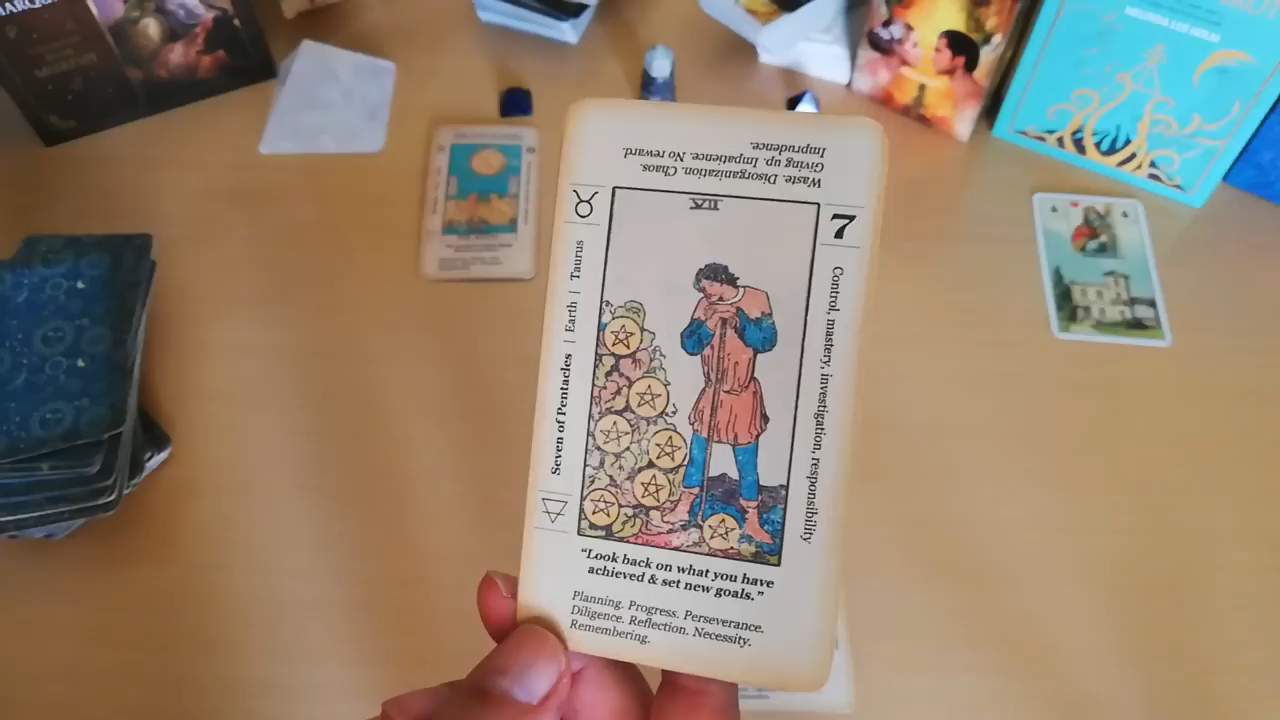 Waste. Disorganization. Chaos.
Giving up. Impatience. No reward.
Imprudence.
VII
7
Seven of Pentacles | Earth | Taurus
Control, mastery, investigation, responsibility
“Look back on what you have
achieved & set new goals.”
Planning. Progress. Perseverance.
Diligence. Reflection. Necessity.
Remembering.